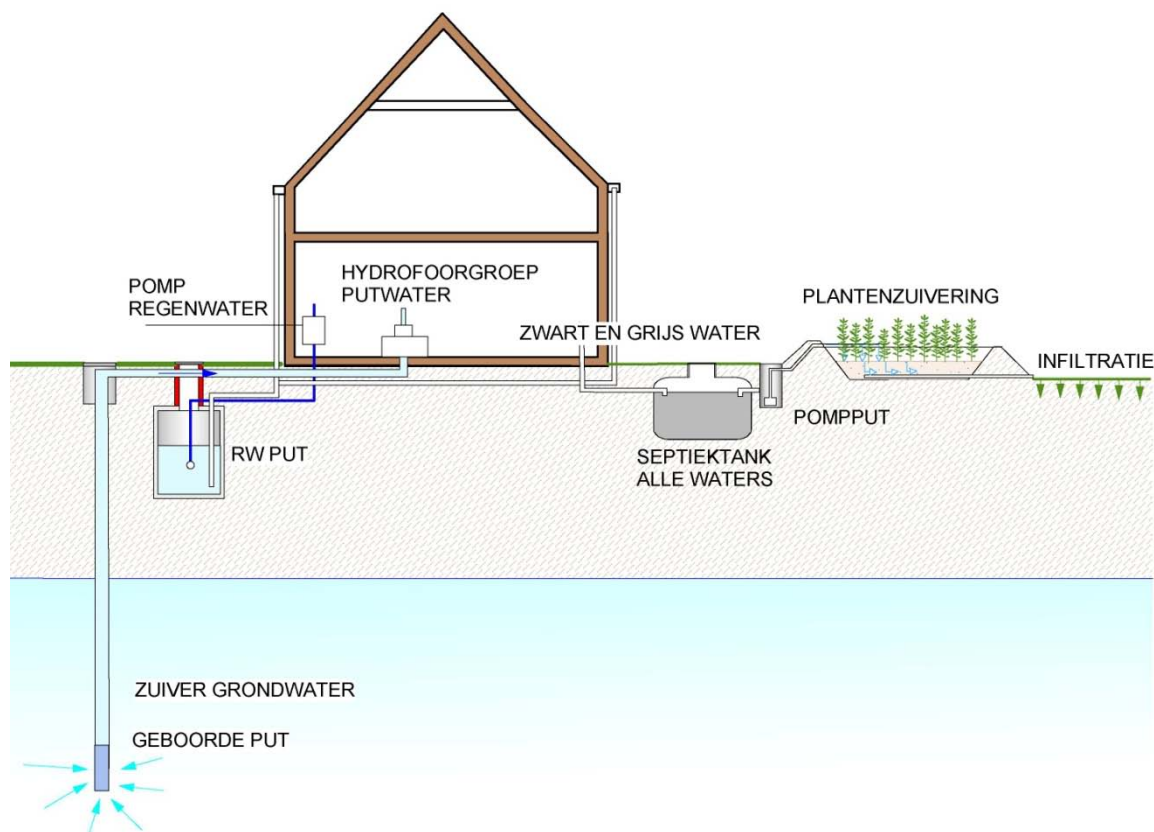 POMP
REGENWATER
HYDROFOORGROEP
PUTWATER
ZWART EN GRIJS WATER
PLANTENZUIVERING
INFILTRATIE
POMPPUT
RW PUT
SEPTIEKTANK
ALLE WATERS
ZUIVER GRONDWATER
GEBOORDE PUT